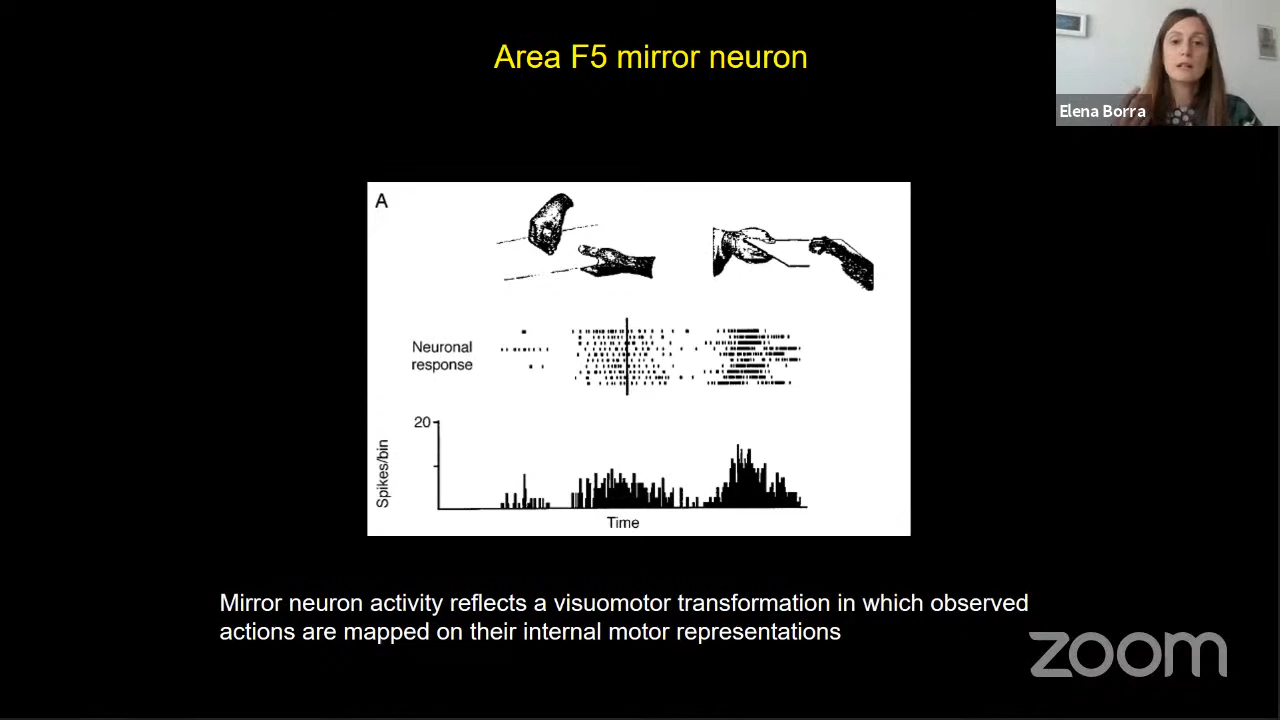 Area F5 mirror neuron
Elena Borra
A
Neuronal
response
20
Spikes/bin
Time
Mirror neuron activity reflects a visuomotor transformation in which observed
actions are mapped on their internal motor representations
zoom